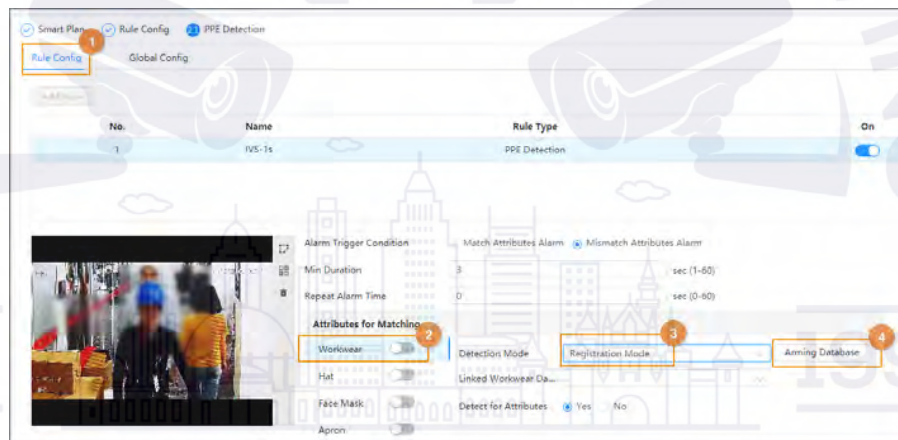 Smart Plan Rule Config 23 PPE Detection
1
Rule Config Global Config
No. Name Rule Type On
1 IVS-1s PPE Detection
Alarm Trigger Condition Match Attributes Alarm Mismatch Attributes Alarm
Min Duration 3 sec (1-60)
Repeat Alarm Time 0 sec (0-60)
Attributes for Matching
2 3 4
Workwear Detection Mode Registration Mode Arming Database
Hat Linked Workwear Da...
Face Mask Detect for Attributes Yes No
Apron